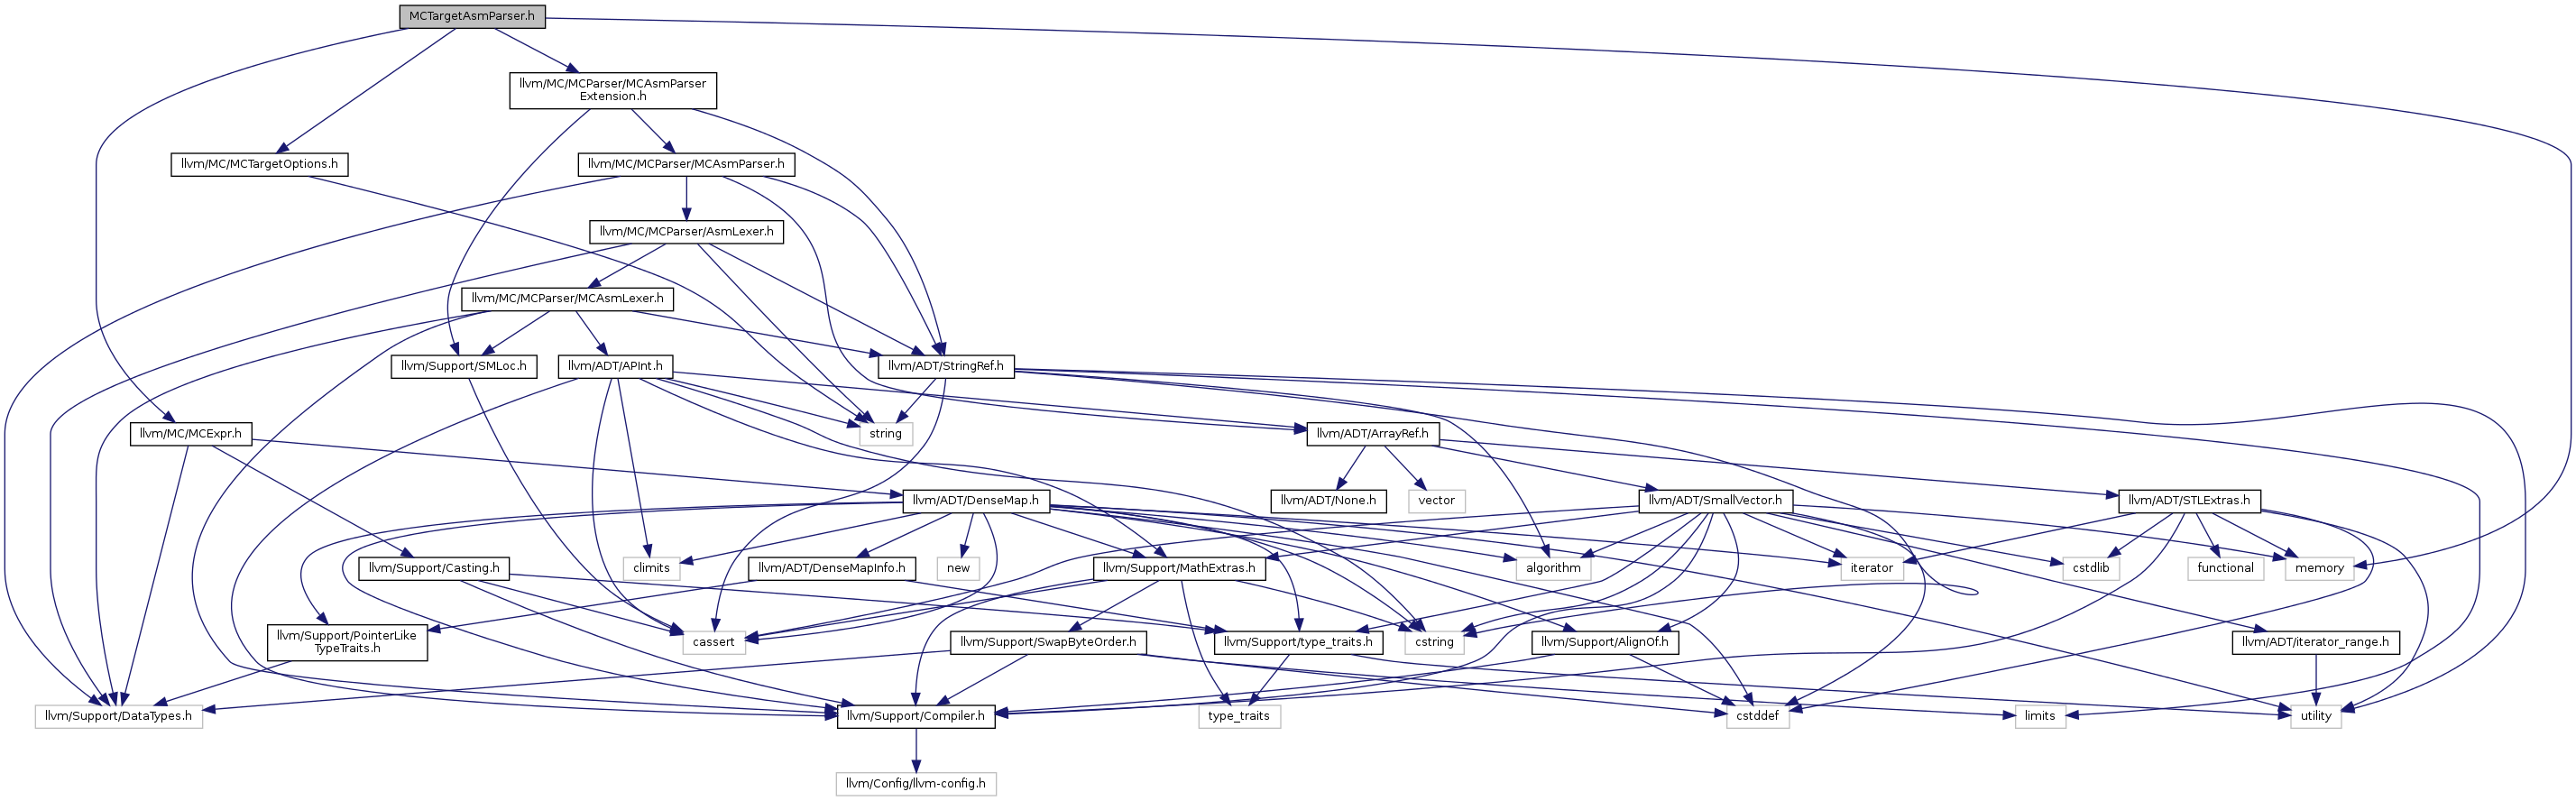 MCTargetAsmParser.h
llvm/MC/MCParser/MCAsmParser
Extension.h
llvm/MC/MCTargetOptions.h
llvm/MC/MCParser/MCAsmParser.h
llvm/MC/MCParser/AsmLexer.h
llvm/MC/MCParser/MCAsmLexer.h
llvm/Support/SMLoc.h
llvm/ADT/APInt.h
llvm/ADT/StringRef.h
llvm/MC/MCExpr.h
string
llvm/ADT/ArrayRef.h
llvm/ADT/DenseMap.h
llvm/ADT/None.h
vector
llvm/ADT/SmallVector.h
llvm/ADT/STLExtras.h
llvm/Support/Casting.h
climits
llvm/ADT/DenseMapInfo.h
new
llvm/Support/MathExtras.h
algorithm
iterator
cstdlib
functional
memory
llvm/Support/PointerLike
TypeTraits.h
cassert
llvm/Support/SwapByteOrder.h
llvm/Support/type_traits.h
cstring
llvm/Support/AlignOf.h
llvm/ADT/iterator_range.h
llvm/Support/DataTypes.h
llvm/Support/Compiler.h
type_traits
cstddef
limits
utility
llvm/Config/llvm-config.h